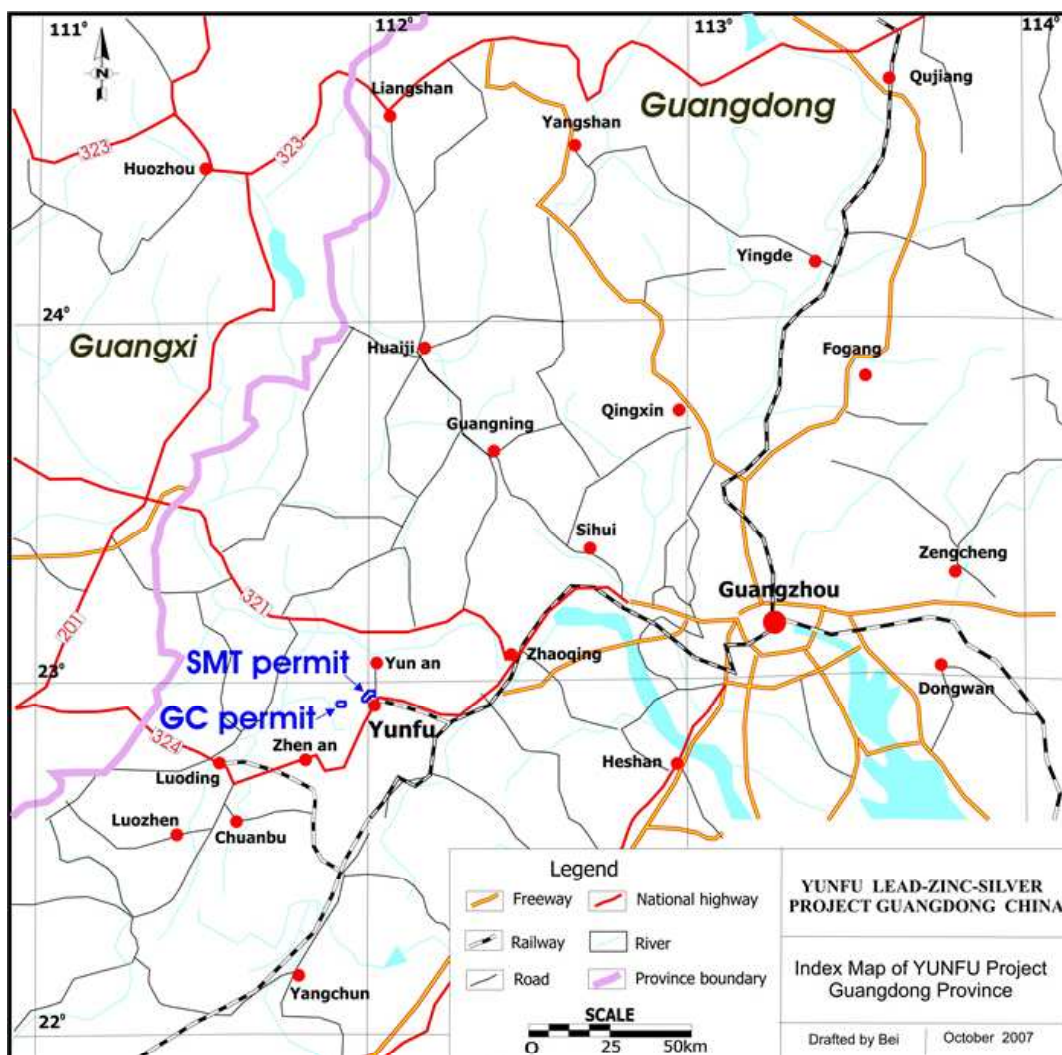 111°
112°
113°
114°
N
Liangshan
Guangdong
Qujiang
Yangshan
323
323
Huozhou
Yingde
24°
Guangxi
Huaiji
Fogang
Qingxin
Guangning
Sihui
Zengcheng
Guangzhou
321
201
23°
SMT permit
Yun an
Zhaoqing
Dongwan
GC permit
Yunfu
324
Zhen an
Luoding
Heshan
Luozhen
Chuanbu
Yangchun
22°
Legend
Freeway
National highway
Railway
River
Road
Province boundary
SCALE
O 25 50km
YUNFU LEAD-ZINC-SILVER
PROJECT GUANGDONG CHINA
Index Map of YUNFU Project
Guangdong Province
Drafted by Bei
October 2007